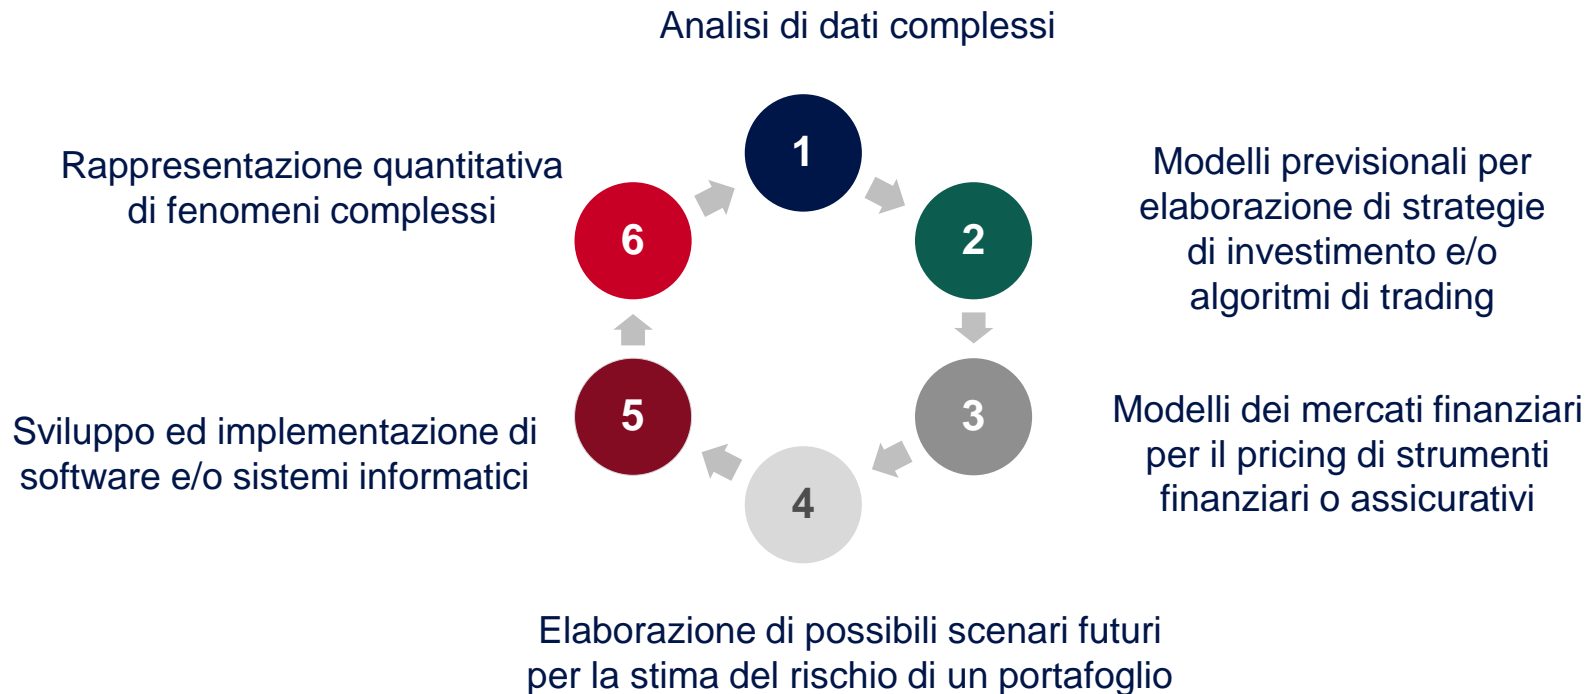 Analisi di dati complessi
1
Modelli previsionali per
elaborazione di strategie
di investimento e/o
algoritmi di trading
2
Modelli dei mercati finanziari
per il pricing di strumenti
finanziari o assicurativi
3
4
Elaborazione di possibili scenari futuri
per la stima del rischio di un portafoglio
5
Sviluppo ed implementazione di
software e/o sistemi informatici
6
Rappresentazione quantitativa
di fenomeni complessi